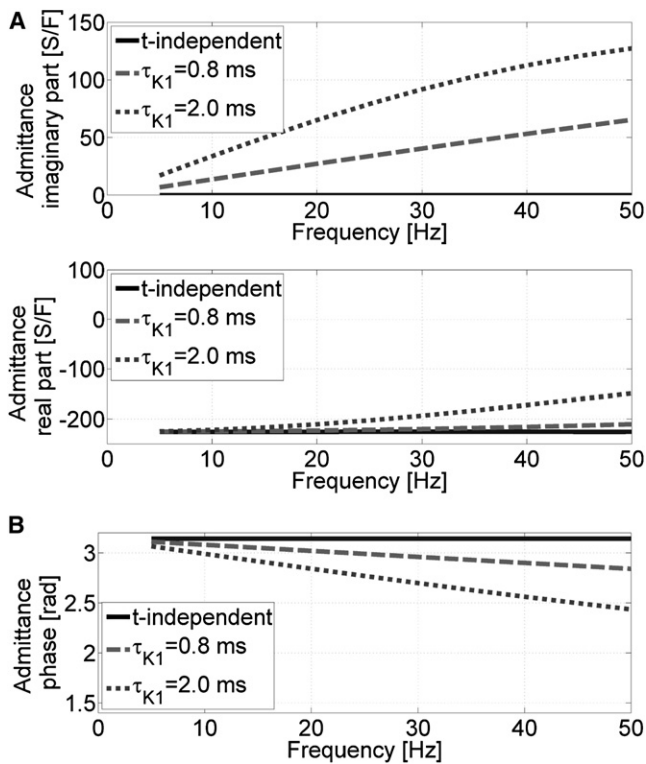 A
Admittance
imaginary part [S/F]
150
100
50
0
t-independent
τK1=0.8 ms
τK1=2.0 ms
0 10 20 30 40 50
Frequency [Hz]
Admittance
real part [S/F]
100
0
-100
-200
t-independent
τK1=0.8 ms
τK1=2.0 ms
0 10 20 30 40 50
Frequency [Hz]
B
Admittance
phase [rad]
3
2.5
2
1.5
t-independent
τK1=0.8 ms
τK1=2.0 ms
0 10 20 30 40 50
Frequency [Hz]